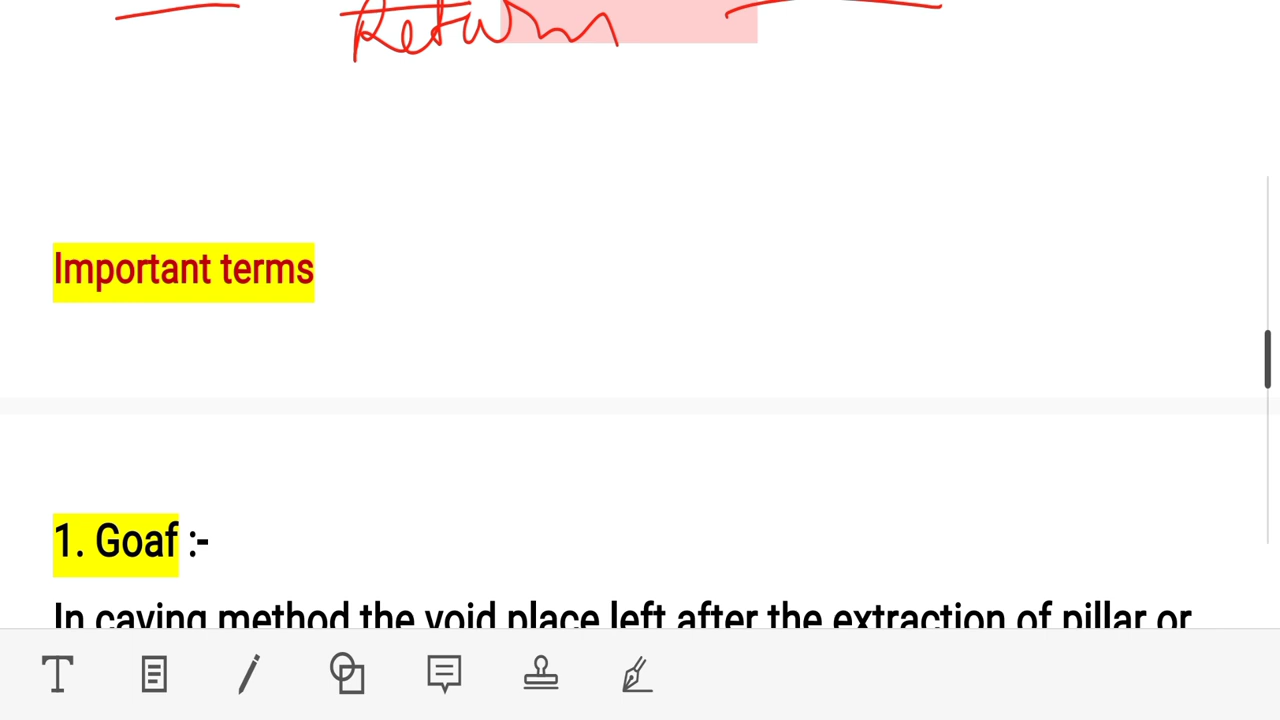 Return
Important terms
1. Goaf :-
In caving method the void place left after the extraction of pillar or